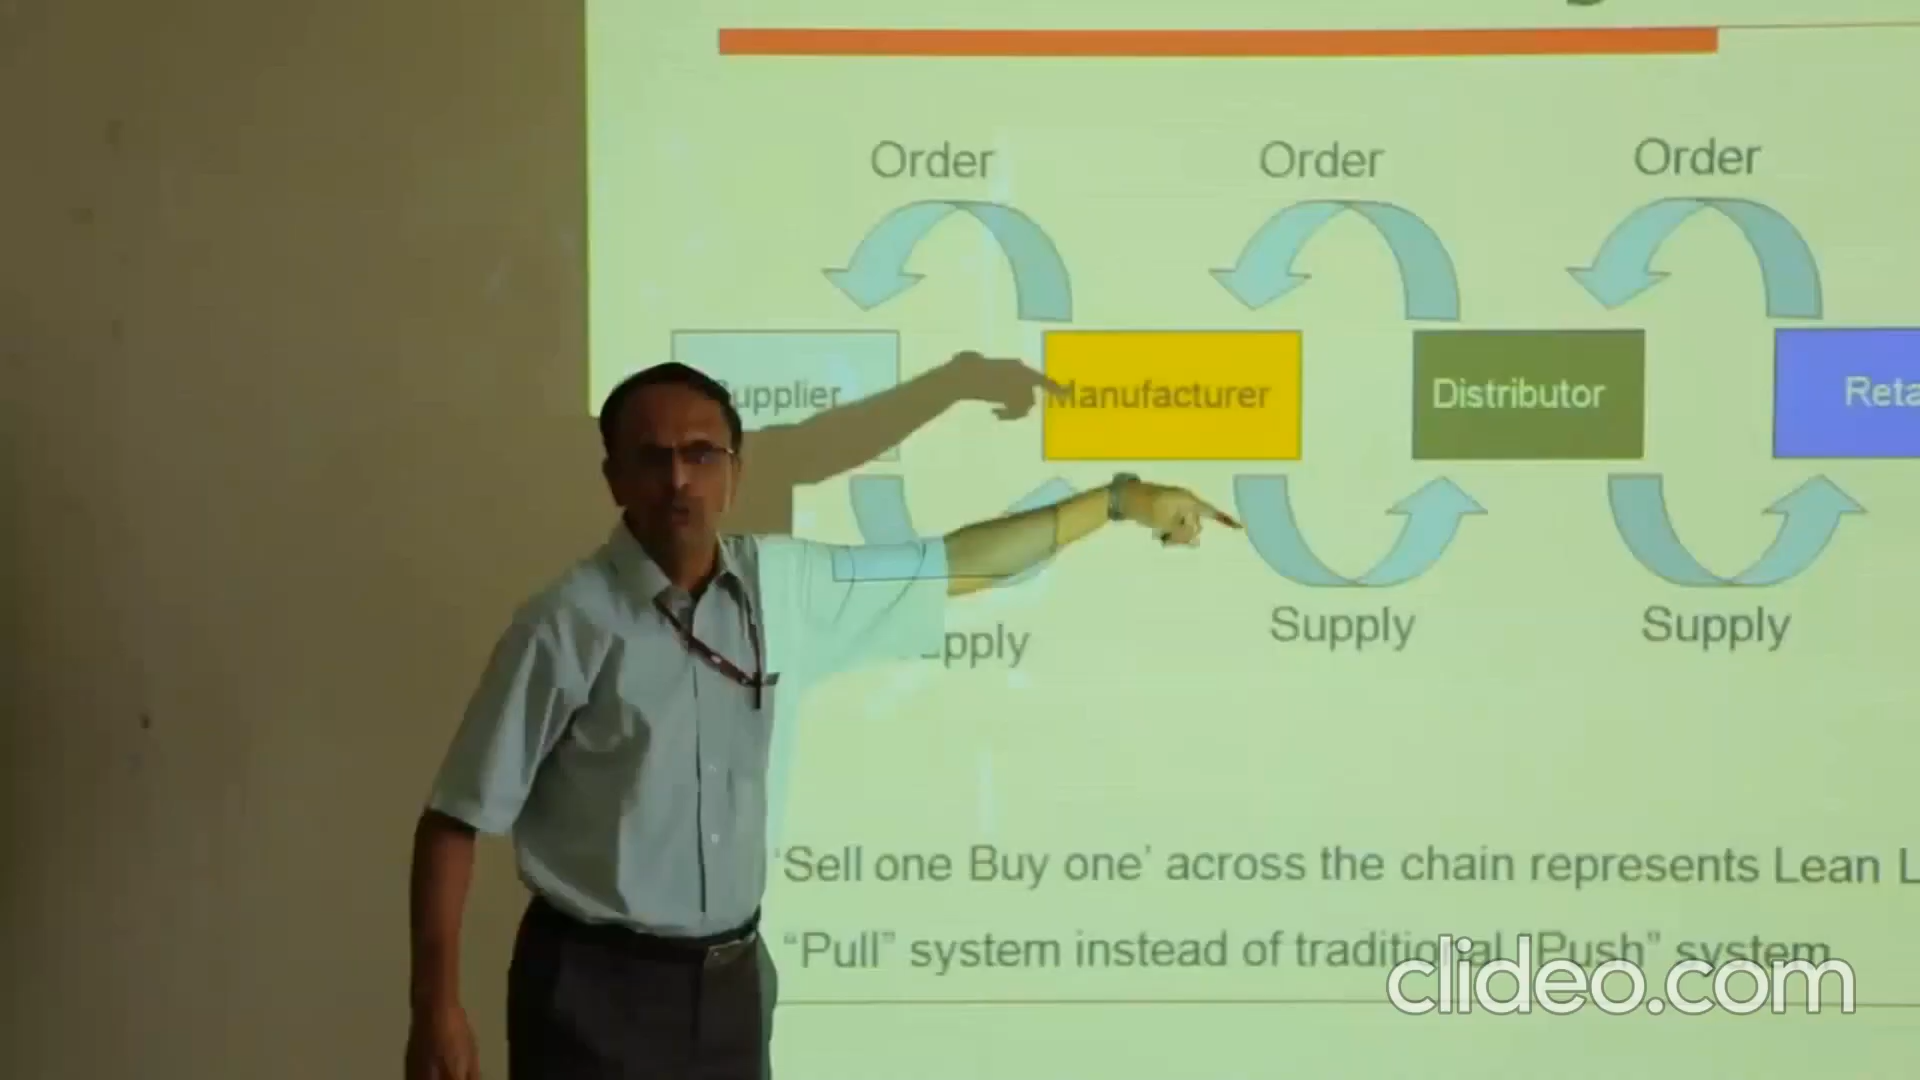 Order Order Order
Supplier Manufacturer Distributor
Supply Supply
'Sell one Buy one' across the chain represents Lean
"Pull" system instead of traditional "Push" system
clideo.com